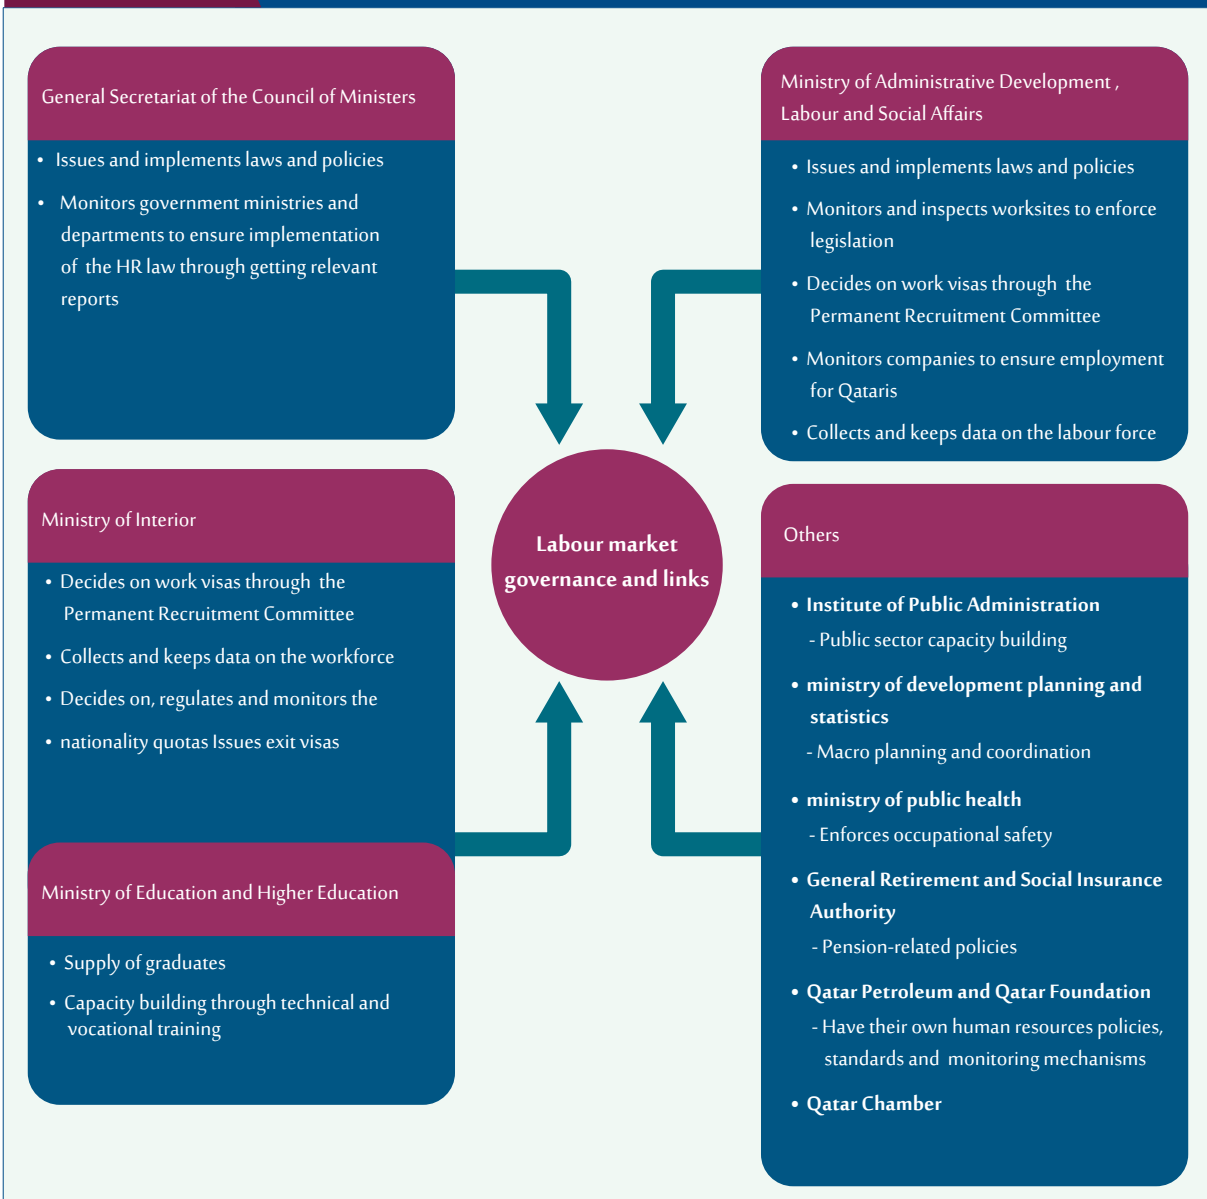 General Secretariat of the Council of Ministers
• Issues and implements laws and policies
• Monitors government ministries and
departments to ensure implementation
of the HR law through getting relevant
reports
Ministry of Administrative Development ,
Labour and Social Affairs
• Issues and implements laws and policies
• Monitors and inspects worksites to enforce
legislation
• Decides on work visas through the
Permanent Recruitment Committee
• Monitors companies to ensure employment
for Qataris
• Collects and keeps data on the labour force
Labour market
governance and links
Ministry of Interior
• Decides on work visas through the
Permanent Recruitment Committee
• Collects and keeps data on the workforce
• Decides on, regulates and monitors the
• nationality quotas Issues exit visas
Ministry of Education and Higher Education
• Supply of graduates
• Capacity building through technical and
vocational training
Others
• Institute of Public Administration
- Public sector capacity building
• ministry of development planning and
statistics
- Macro planning and coordination
• ministry of public health
- Enforces occupational safety
• General Retirement and Social Insurance
Authority
- Pension-related policies
• Qatar Petroleum and Qatar Foundation
- Have their own human resources policies,
standards and monitoring mechanisms
• Qatar Chamber